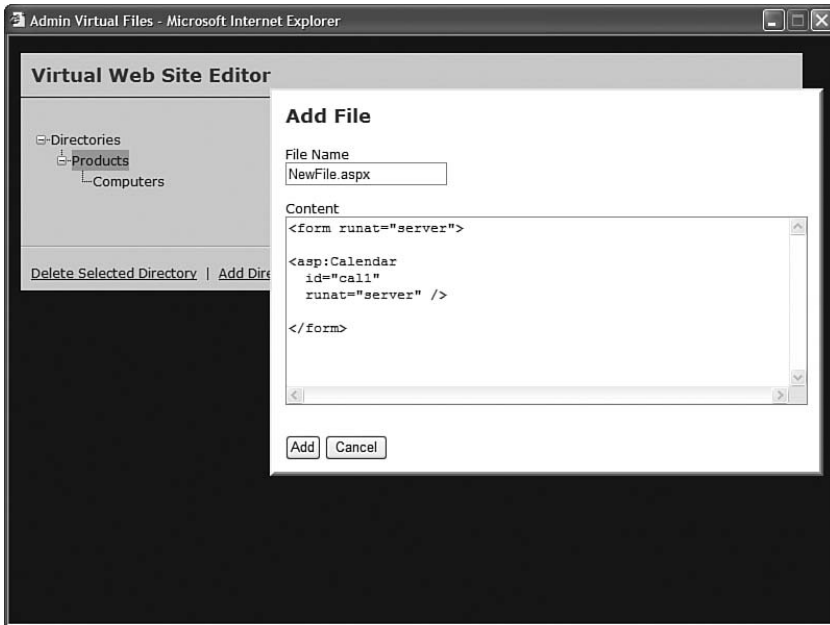 Admin Virtual Files - Microsoft Internet Explorer
Virtual Web Site Editor
Directories
Products
Computers
Delete Selected Directory | Add Dire
Add File
File Name
NewFile.aspx
Content
<form runat="server">
<asp:Calendar
id="cal1"
runat="server" />
</form>
Add Cancel